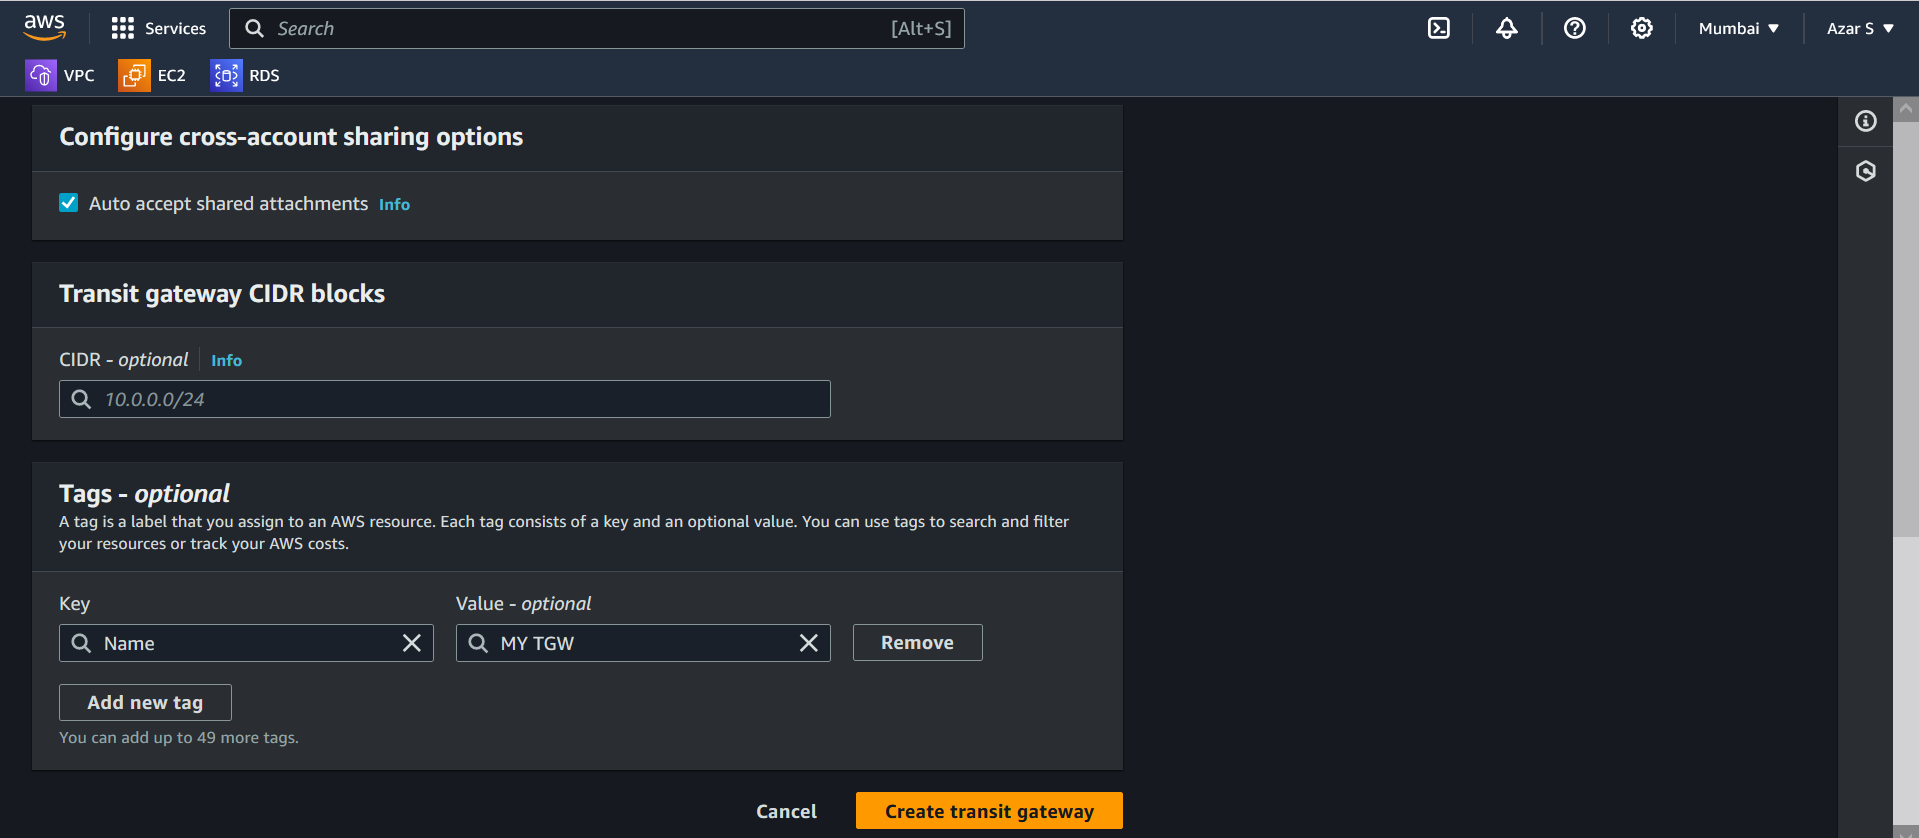 aws
Services
Search
[Alt+S]
Mumbai
Azar S
VPC
EC2
RDS
Configure cross-account sharing options
Auto accept shared attachments Info
Transit gateway CIDR blocks
CIDR - optional Info
10.0.0.0/24
Tags - optional
A tag is a label that you assign to an AWS resource. Each tag consists of a key and an optional value. You can use tags to search and filter
your resources or track your AWS costs.
Key
Value - optional
Name
MY TGW
Remove
Add new tag
You can add up to 49 more tags.
Cancel
Create transit gateway